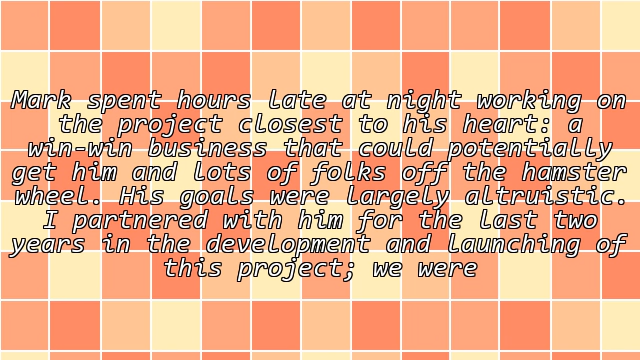 Mark spent hours late at night working on
the project closest to his heart: a
win-win business that could potentially
get him and lots of folks off the hamster
wheel. His goals were largely altruistic.
I partnered with him for the last two
years in the development and launching of
this project; we were